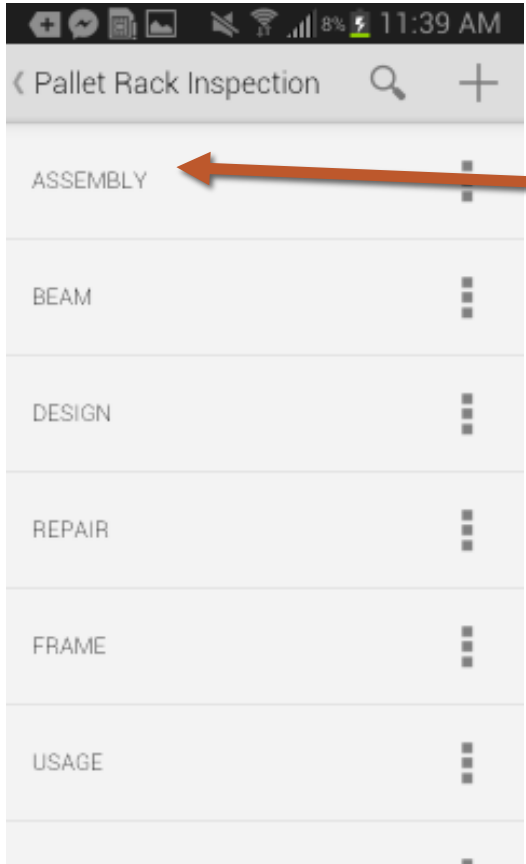 8% 11:39 AM
Pallet Rack Inspection
ASSEMBLY
BEAM
DESIGN
REPAIR
FRAME
USAGE